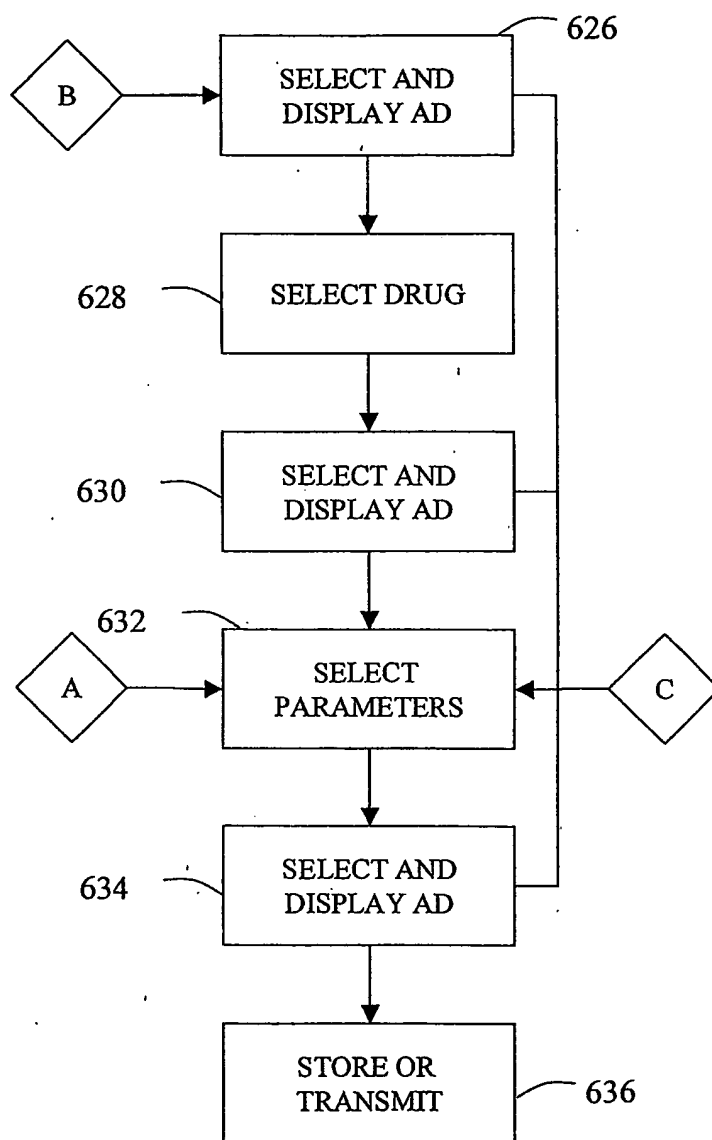 626
B
SELECT AND
DISPLAY AD
628
SELECT DRUG
630
SELECT AND
DISPLAY AD
632
A
SELECT
PARAMETERS
C
634
SELECT AND
DISPLAY AD
STORE OR
TRANSMIT
636